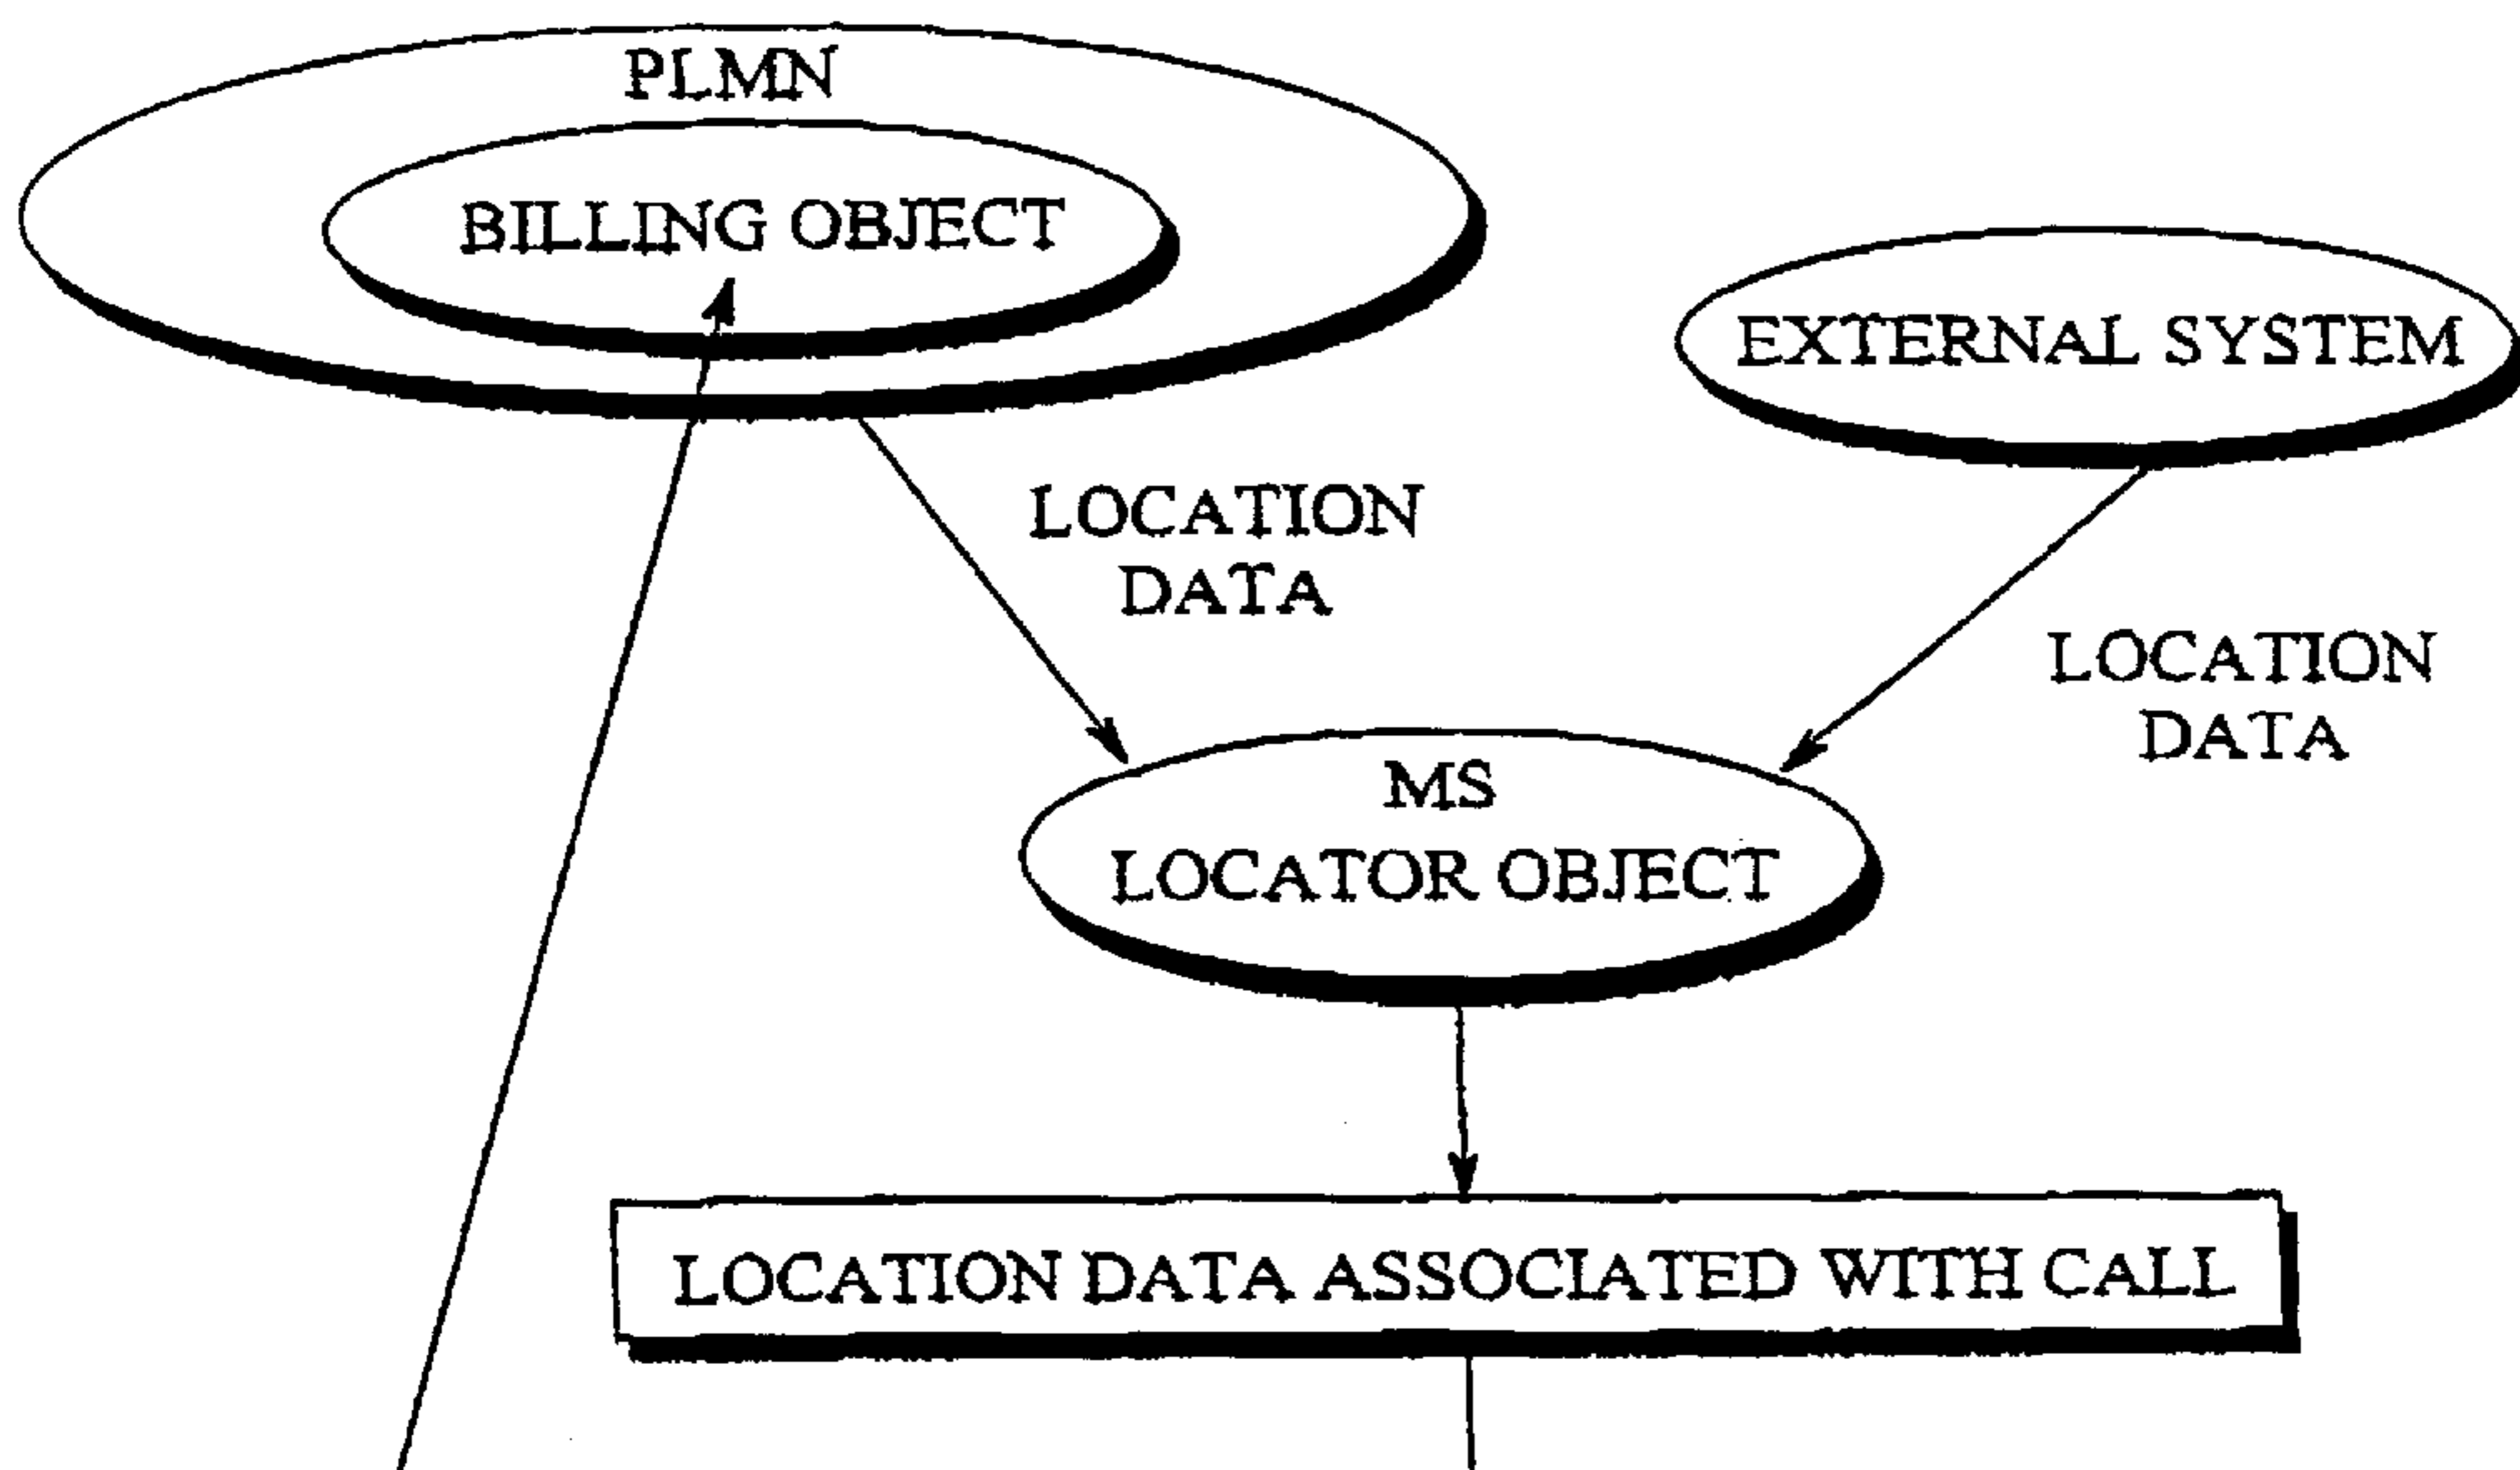 PLMN
BILLING OBJECT
EXTERNAL SYSTEM
LOCATION
DATA
LOCATION
DATA
MS
LOCATOR OBJECT
LOCATION DATA ASSOCIATED WITH CALL